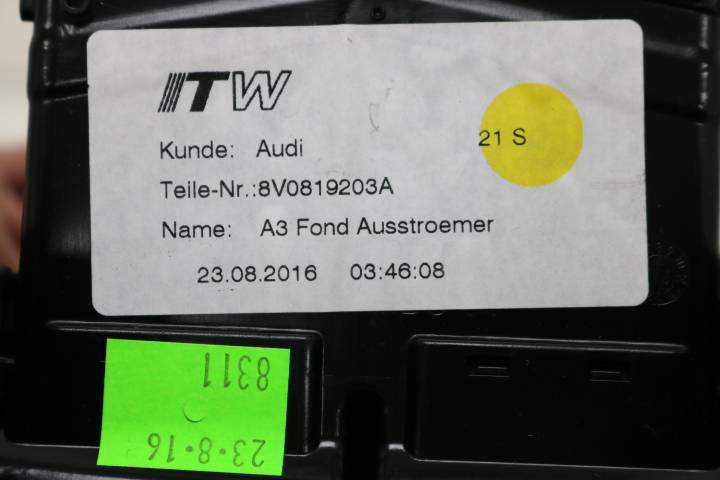 ITW
Kunde: Audi
21 S
Teile-Nr.:8V0819203A
Name: A3 Fond Ausstroemer
23.08.2016 03:46:08
23·8·16
8311